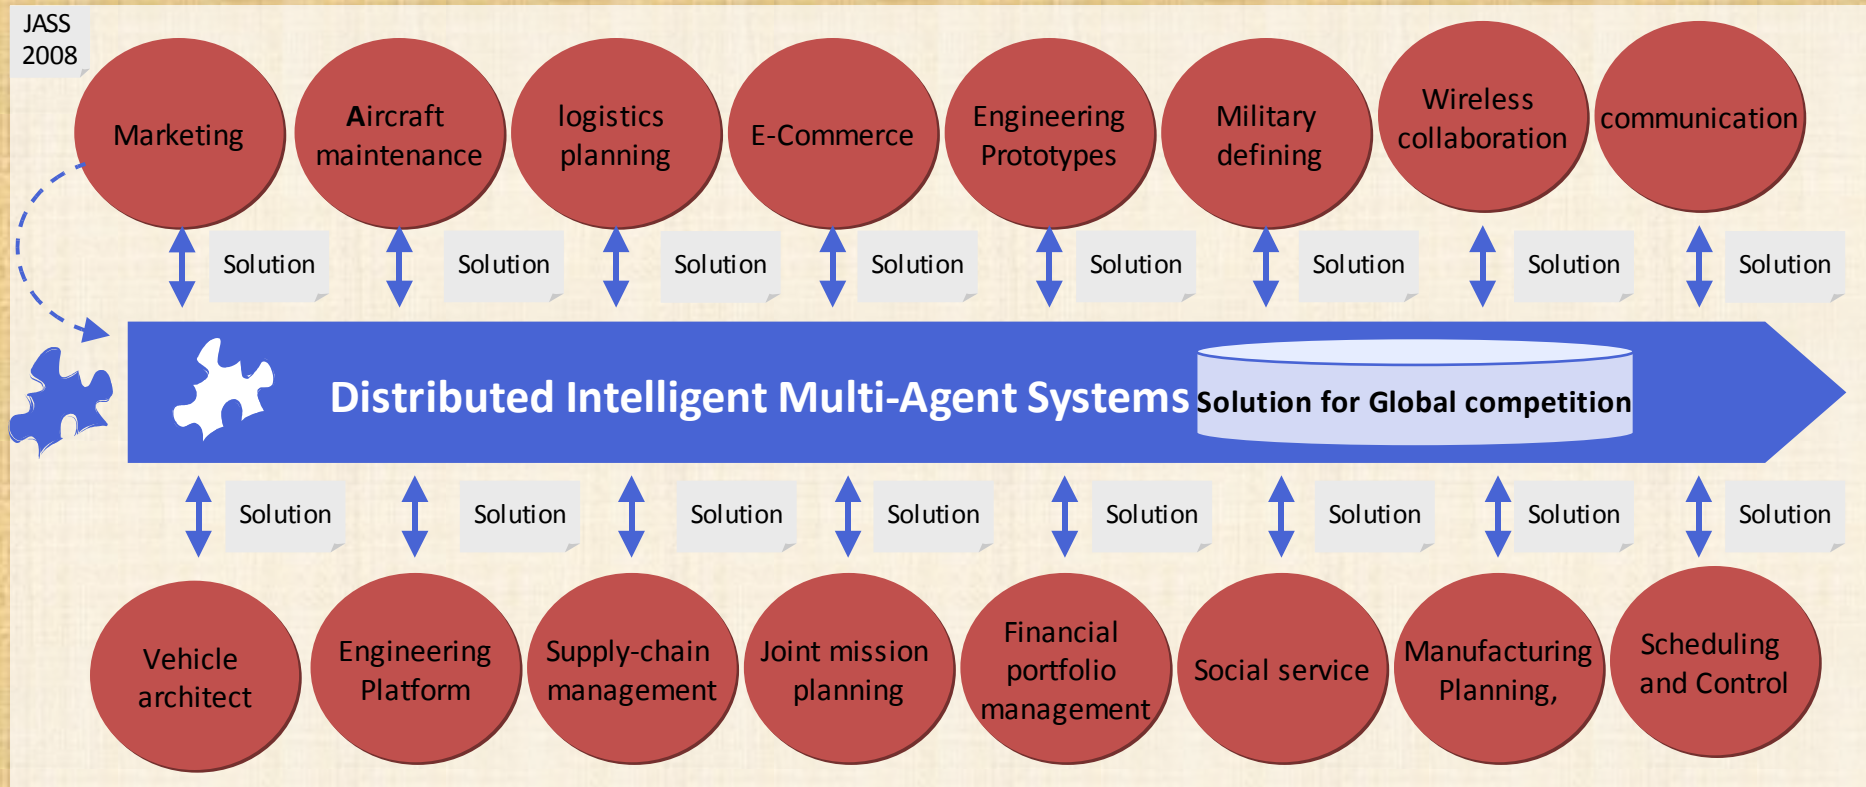 JASS
2008
Marketing
Aircraft
maintenance
logistics
planning
E-Commerce
Engineering
Prototypes
Military
defining
Wireless
collaboration
communication
Solution
Solution
Solution
Solution
Solution
Solution
Solution
Solution
Distributed Intelligent Multi-Agent Systems
Solution for Global competition
Solution
Solution
Solution
Solution
Solution
Solution
Solution
Solution
Vehicle
architect
Engineering
Platform
Supply-chain
management
Joint mission
planning
Financial
portfolio
management
Social service
Manufacturing
Planning,
Scheduling
and Control